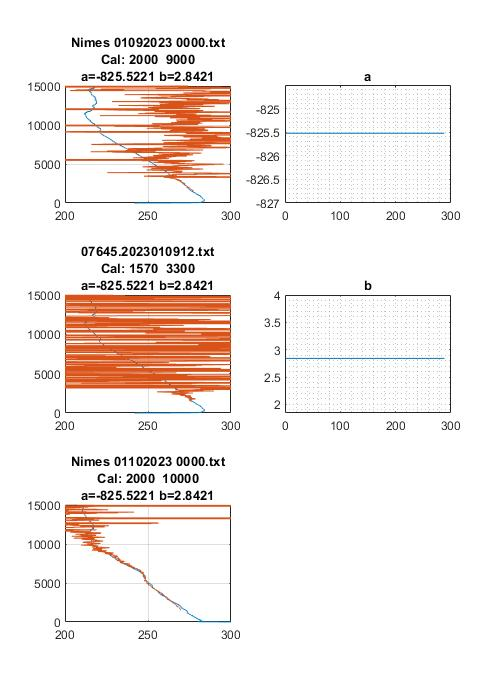 Nimes 01092023 0000.txt
Cal: 2000 9000
a=-825.5221 b=2.8421
15000
10000
5000
0
200 250 300
a
-825
-825.5
-826
-826.5
-827
0 100 200 300
07645.2023010912.txt
Cal: 1570 3300
a=-825.5221 b=2.8421
15000
10000
5000
0
200 250 300
b
4
3.5
3
2.5
2
0 100 200 300
Nimes 01102023 0000.txt
Cal: 2000 10000
a=-825.5221 b=2.8421
15000
10000
5000
0
200 250 300